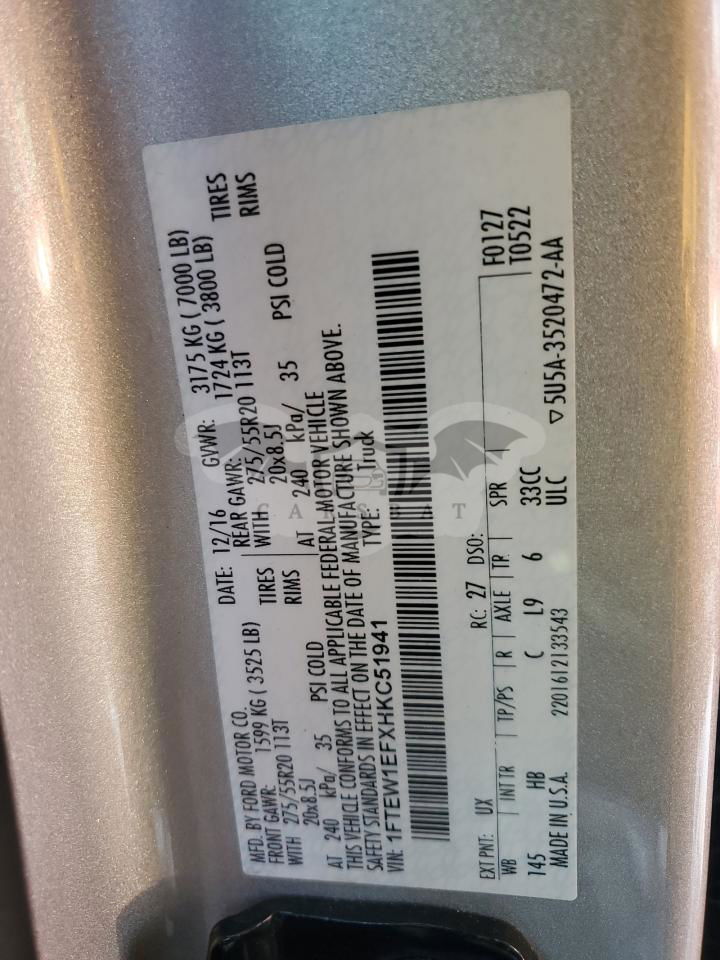 MFD. BY FORD MOTOR CO. DATE: 12/16 GVWR: 3175 KG ( 7000 LB)
FRONT GAWR: 1599 KG ( 3525 LB) REAR GAWR: 1724 KG ( 3800 LB)
WITH 275/55R20 113T TIRES WITH 275/55R20 113T TIRES
20x8.5J RIMS 20x8.5J RIMS
AT 240 kPa/ 35 PSI COLD AT 240 kPa/ 35 PSI COLD
THIS VEHICLE CONFORMS TO ALL APPLICABLE FEDERAL MOTOR VEHICLE
SAFETY STANDARDS IN EFFECT ON THE DATE OF MANUFACTURE SHOWN ABOVE.
VIN: 1FTEW1EFXHKC51941 TYPE: Truck
EXT PNT: UX RC: 27 DSO: F0127
WB INT TR TP/PS R AXLE TR SPR T0522
145 HB C L9 6 33CC
MADE IN U.S.A. 2201612133543 ULC ▽5U5A-3520472-AA
CARSBAT